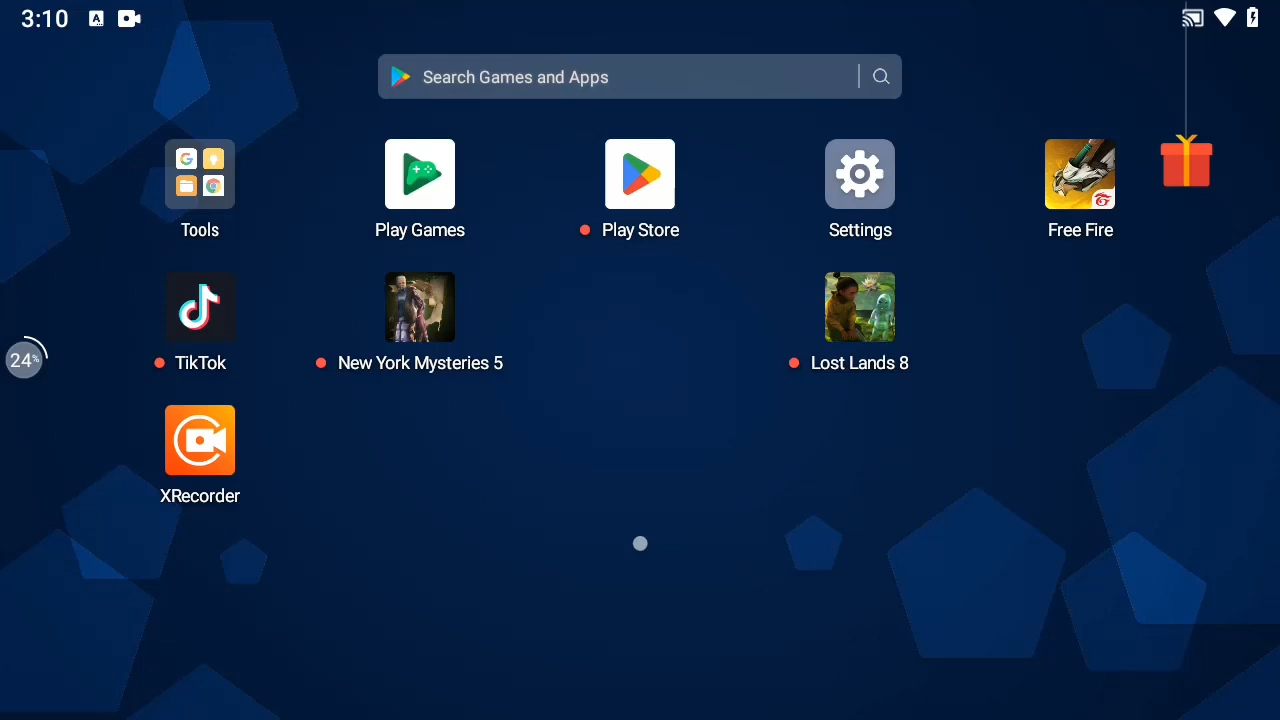 3:10
Search Games and Apps
Tools
Play Games
Play Store
Settings
Free Fire
TikTok
New York Mysteries 5
Lost Lands 8
24%
XRecorder